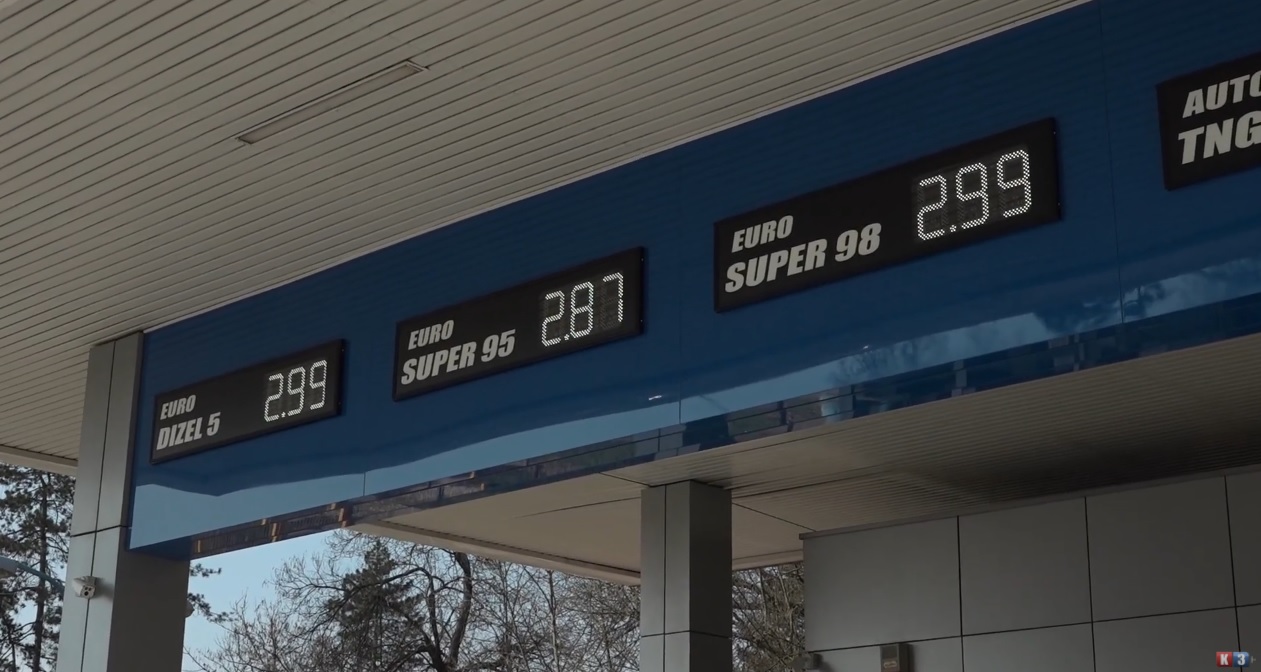 EURO
DIZEL 5
2.99
EURO
SUPER 95
2.87
EURO
SUPER 98
2.99
AUTO
TNG
K3